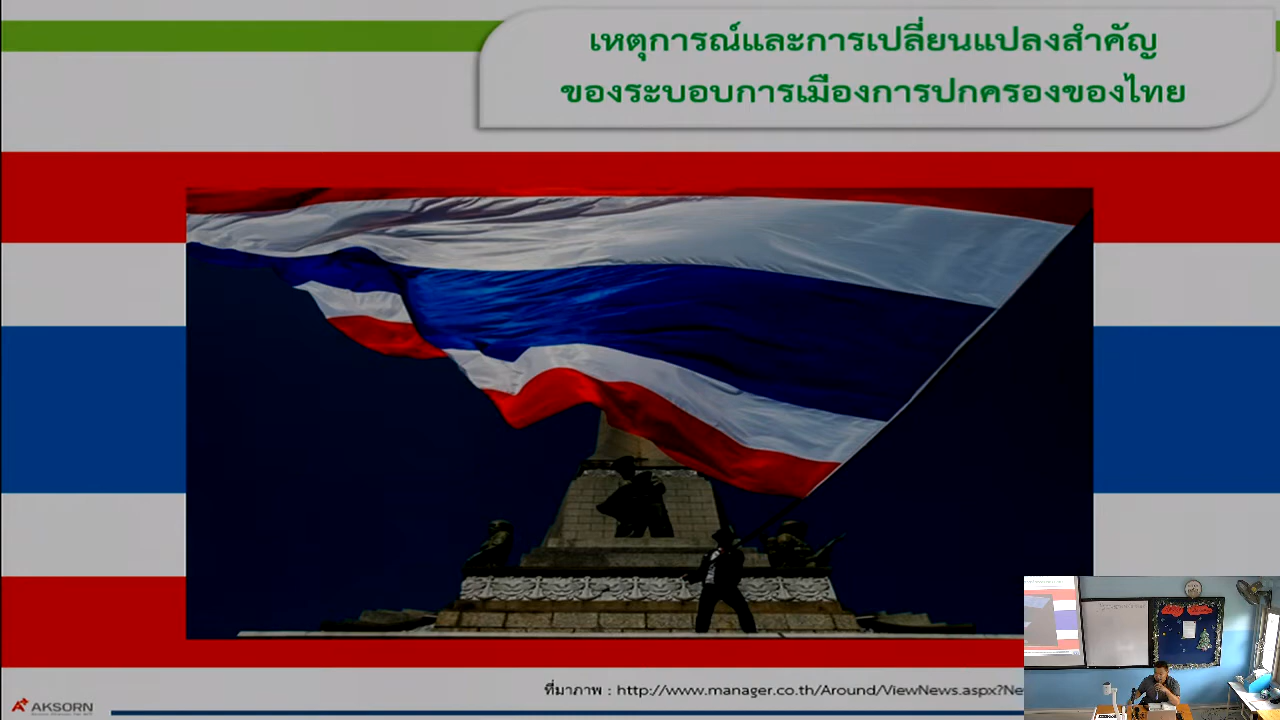 เหตุการณ์และการเปลี่ยนแปลงสำคัญ
ของระบอบการเมืองการปกครองของไทย
ที่มาภาพ : http://www.manager.co.th/Around/ViewNews.aspx?Ne
AKSORN